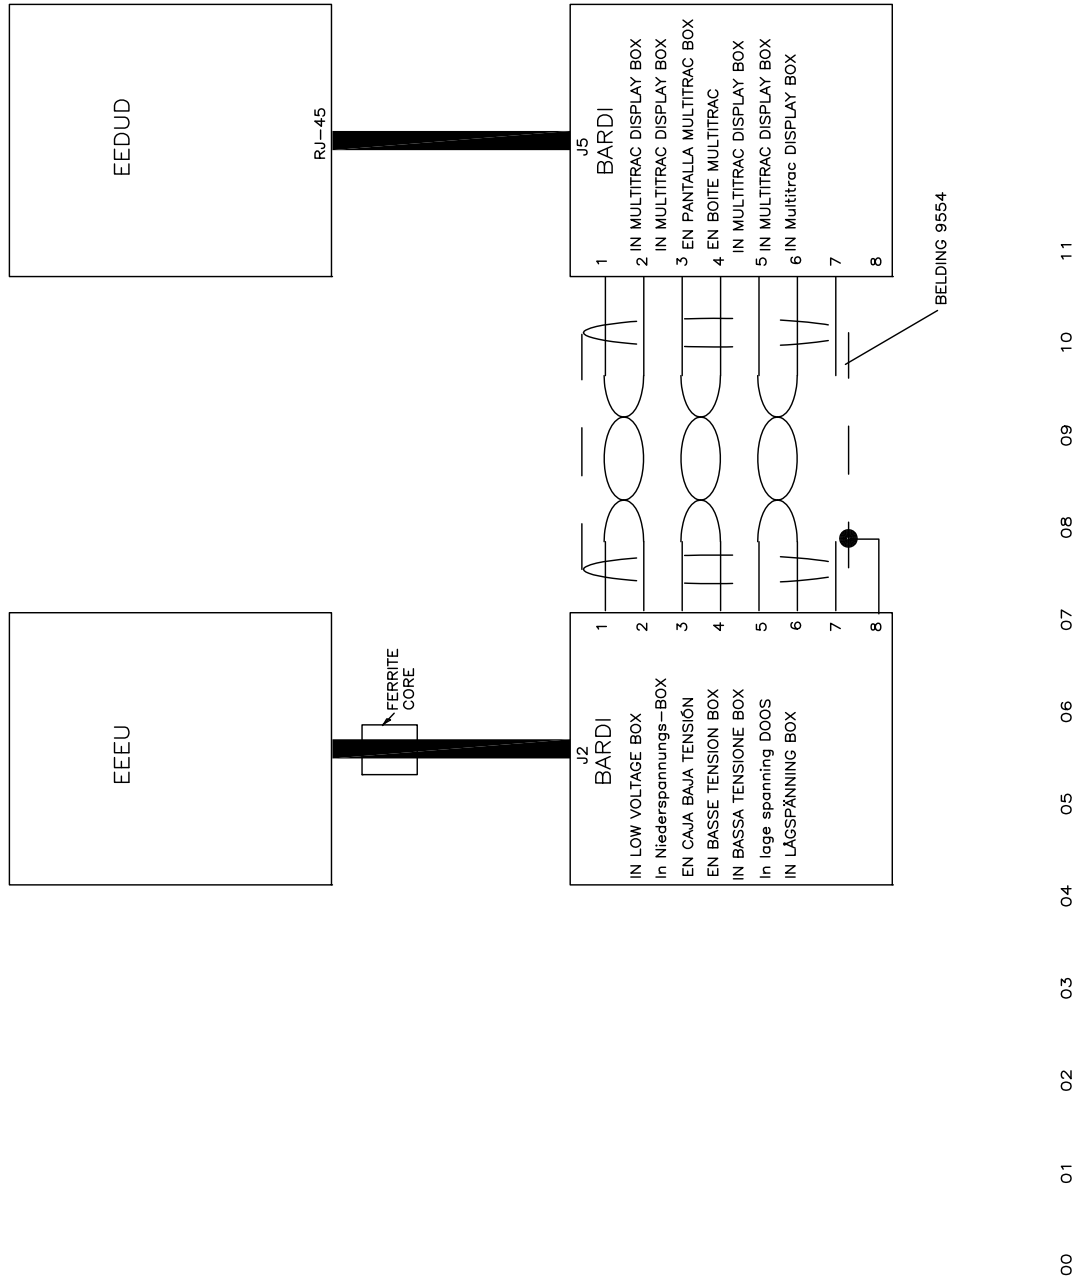 EEEU
FERRITE
CORE
J2
BARDI
IN LOW VOLTAGE BOX
In Niederspannungs-BOX
EN CAJA BAJA TENSIÓN
EN BASSE TENSION BOX
IN BASSA TENSIONE BOX
In lage spanning DOOS
IN LÅGSPÄNNING BOX
1
2
3
4
5
6
7
8
EEDUD
RJ-45
J5
BARDI
IN MULTITRAC DISPLAY BOX
IN MULTITRAC DISPLAY BOX
EN PANTALLA MULTITRAC BOX
EN BOITE MULTITRAC
IN MULTITRAC DISPLAY BOX
IN MULTITRAC DISPLAY BOX
IN Multitrac DISPLAY BOX
1
2
3
4
5
6
7
8
BELDING 9554
00
01
02
03
04
05
06
07
08
09
10
11